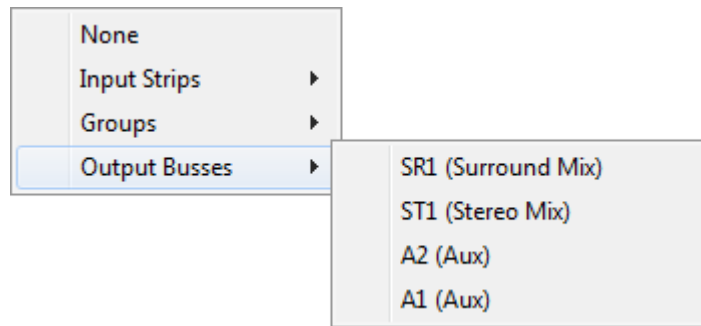 None
Input Strips
Groups
Output Busses
SR1 (Surround Mix)
ST1 (Stereo Mix)
A2 (Aux)
A1 (Aux)